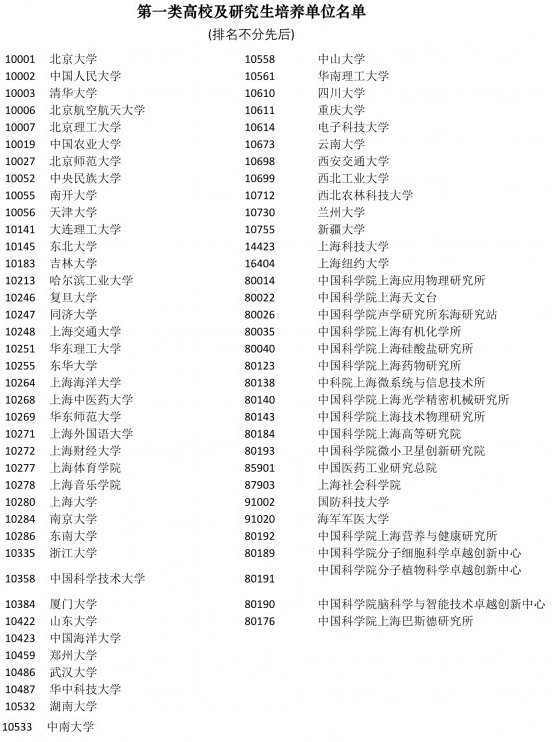 第一类高校及研究生培养单位名单
(排名不分先后)
10001 北京大学 10558 中山大学
10002 中国人民大学 10561 华南理工大学
10003 清华大学 10610 四川大学
10006 北京航空航天大学 10611 重庆大学
10007 北京理工大学 10614 电子科技大学
10019 中国农业大学 10673 云南大学
10027 北京师范大学 10698 西安交通大学
10052 中央民族大学 10699 西北工业大学
10055 南开大学 10712 西北农林科技大学
10056 天津大学 10730 兰州大学
10141 大连理工大学 10755 新疆大学
10145 东北大学 14423 上海科技大学
10183 吉林大学 16404 上海纽约大学
10213 哈尔滨工业大学 80014 中国科学院上海应用物理研究所
10246 复旦大学 80022 中国科学院上海天文台
10247 同济大学 80026 中国科学院声学研究所东海研究站
10248 上海交通大学 80035 中国科学院上海有机化学所
10251 华东理工大学 80040 中国科学院上海硅酸盐研究所
10255 东华大学 80123 中国科学院上海药物研究所
10264 上海海洋大学 80138 中科院上海微系统与信息技术所
10268 上海中医药大学 80140 中国科学院上海光学精密机械研究所
10269 华东师范大学 80143 中国科学院上海技术物理研究所
10271 上海外国语大学 80184 中国科学院上海高等研究院
10272 上海财经大学 80193 中国科学院微小卫星创新研究院
10277 上海体育学院 85901 中国医药工业研究总院
10278 上海音乐学院 87903 上海社会科学院
10280 上海大学 91002 国防科技大学
10284 南京大学 91020 海军军医大学
10286 东南大学 80192 中国科学院上海营养与健康研究所
10335 浙江大学 80189 中国科学院分子细胞科学卓越创新中心
10358 中国科学技术大学 80191 中国科学院分子植物科学卓越创新中心
10384 厦门大学 80190 中国科学院脑科学与智能技术卓越创新中心
10422 山东大学 80176 中国科学院上海巴斯德研究所
10423 中国海洋大学
10459 郑州大学
10486 武汉大学
10487 华中科技大学
10532 湖南大学
10533 中南大学